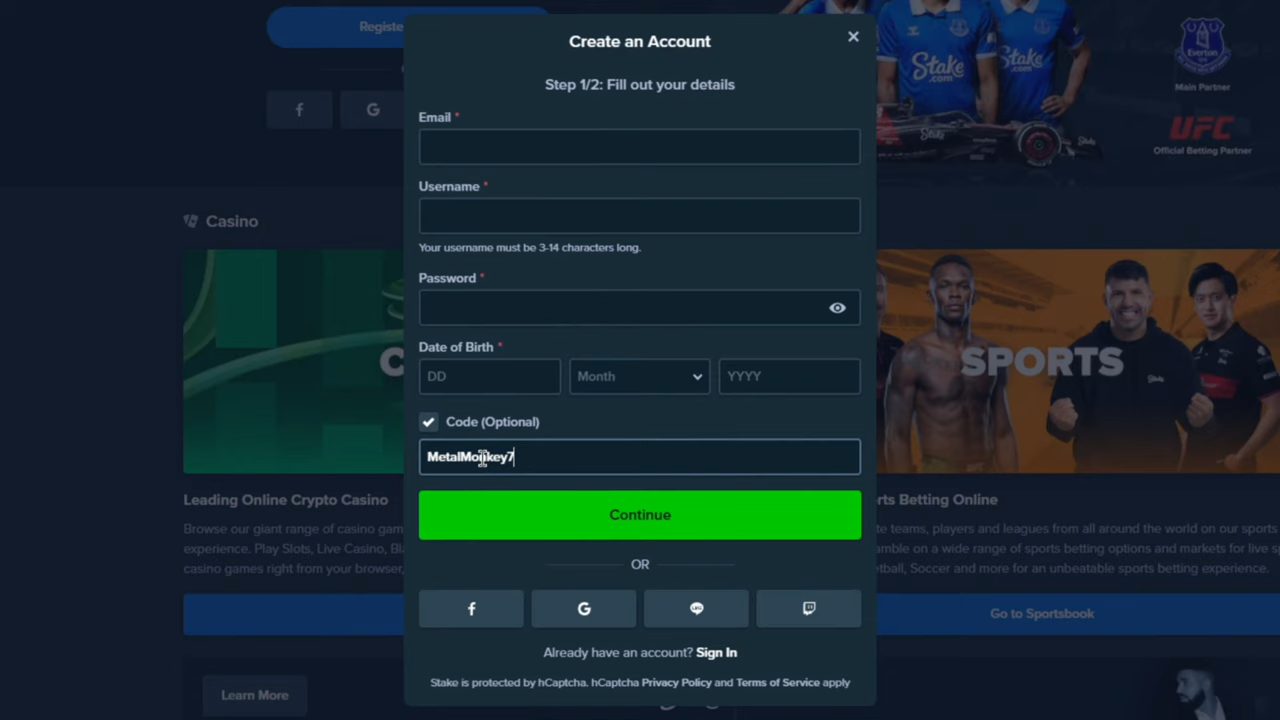 Create an Account
Step 1/2: Fill out your details
Email *
Username *
Your username must be 3-14 characters long.
Password *
Date of Birth *
DD
Month
YYYY
Code (Optional)
MetalMonkey7
Continue
OR
Already have an account? Sign In
Stake is protected by hCaptcha. hCaptcha Privacy Policy and Terms of Service apply
Registe
Stake
.com
Stake
.com
Stake
Everton
Main Partner
UFC
Official Betting Partner
Casino
C
SPORTS
Leading Online Crypto Casino
Browse our giant range of casino gam
experience. Play Slots, Live Casino, Bl
casino games right from your browser,
rts Betting Online
te teams, players and leagues from all around the world on our sports
mble on a wide range of sports betting options and markets for live s
tball, Soccer and more for an unbeatable sports betting experience.
Go to Sportsbook
Learn More